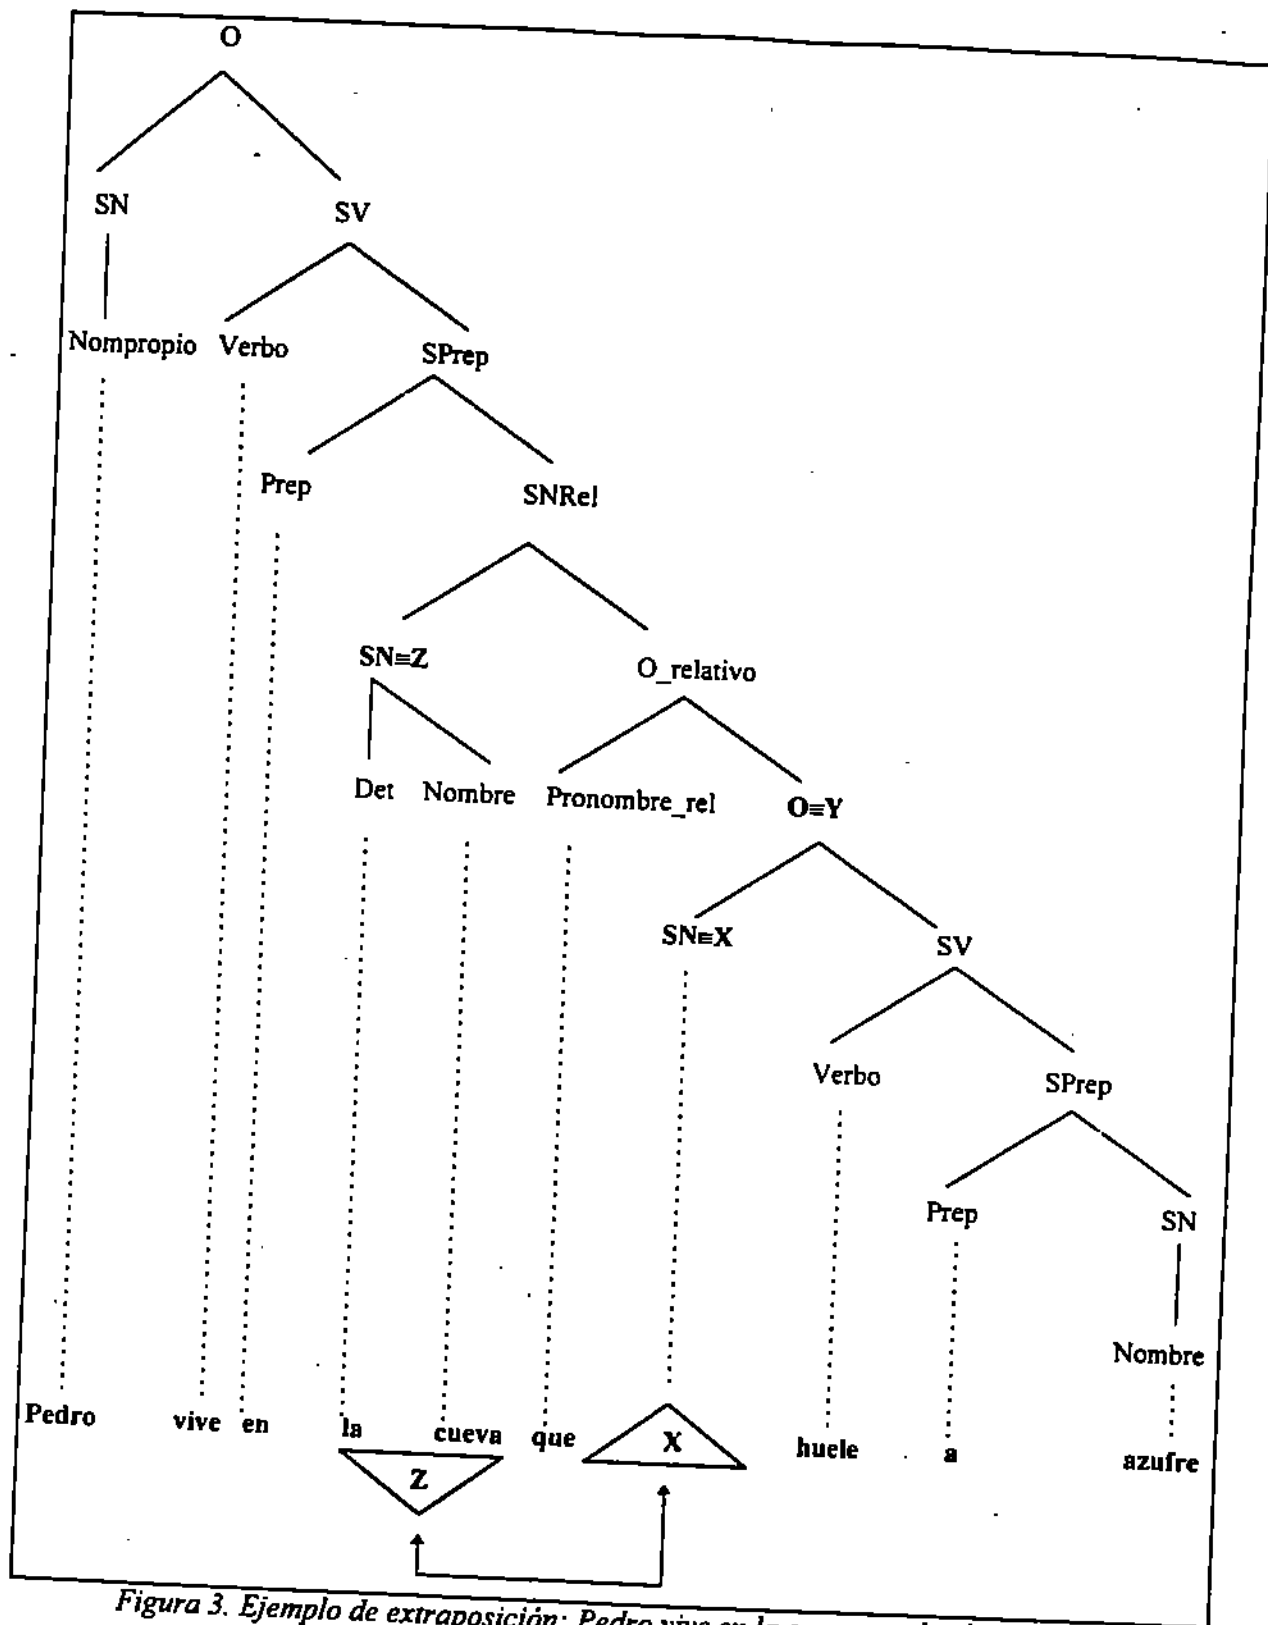 O
SN SV
Nompropio Verbo SPrep
Prep SNRel
SN≡Z O_relativo
Det Nombre Pronombre_rel O≡Y
SN≡X SV
Verbo SPrep
Prep SN
Nombre
Pedro vive en la cueva que X huele a azufre
Z
Figura 3. Ejemplo de extraposición: Pedro vive en